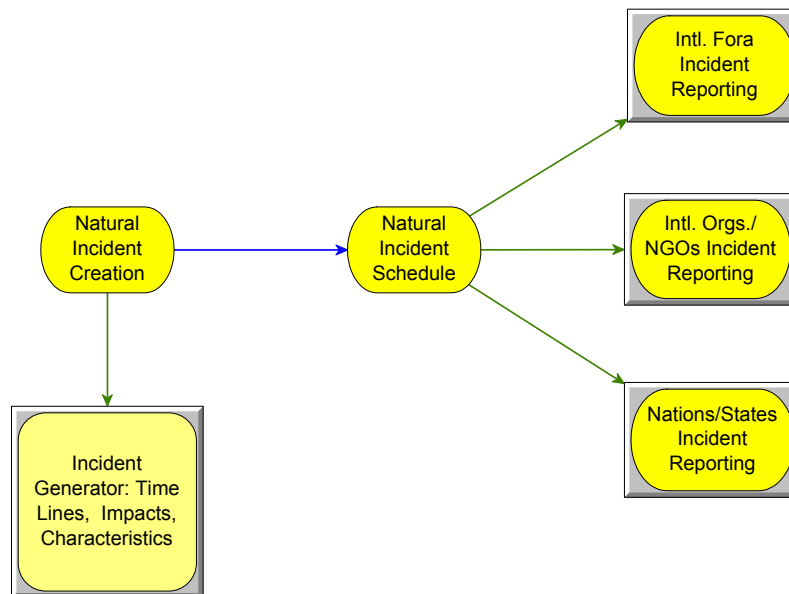 Intl. Fora
Incident
Reporting
Natural
Incident
Creation
Natural
Incident
Schedule
Intl. Orgs./
NGOs Incident
Reporting
Nations/States
Incident
Reporting
Incident
Generator: Time
Lines,  Impacts,
Characteristics